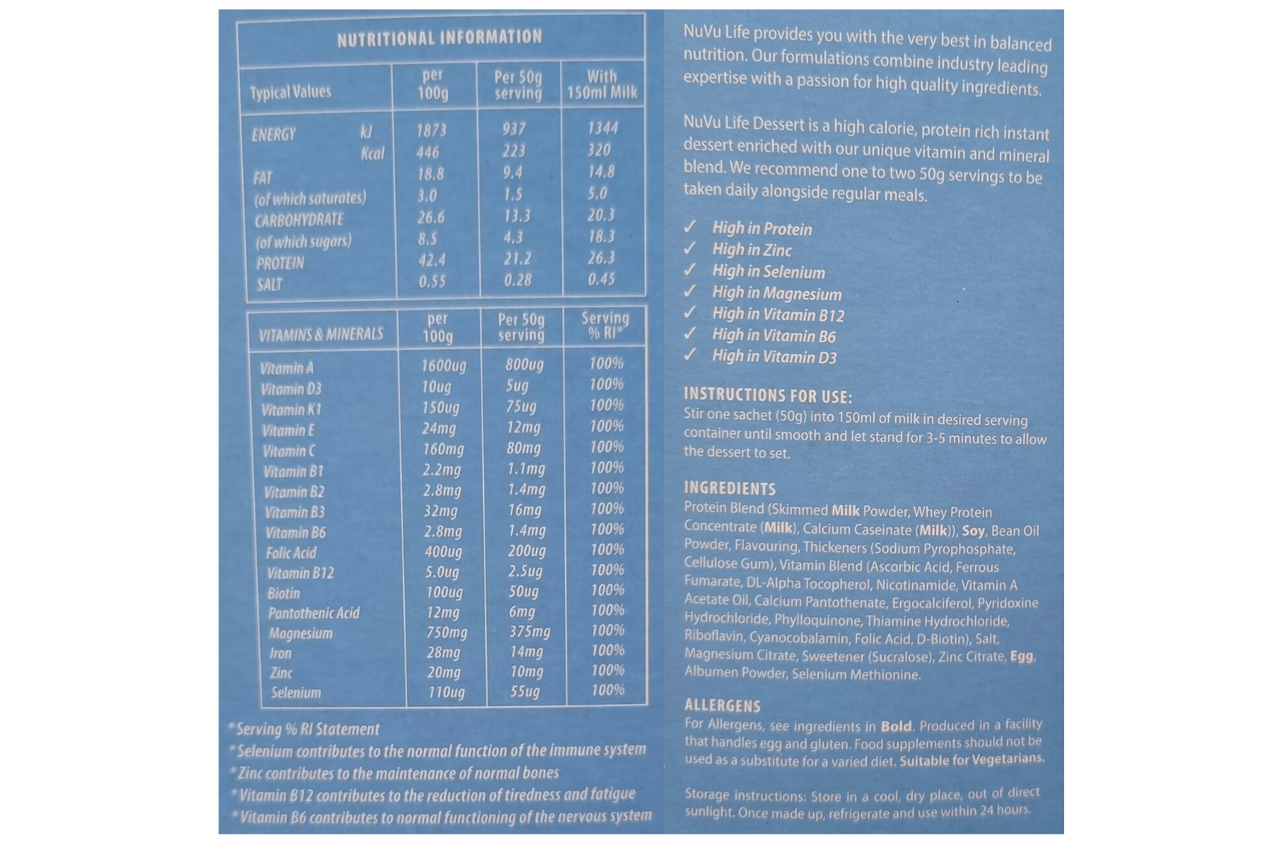 NUTRITIONAL INFORMATION
Typical Values per 100g Per 50g serving With 150ml Milk
ENERGY kJ 1873 937 1344
Kcal 446 223 320
FAT 18.8 9.4 14.8
(of which saturates) 3.0 1.5 5.0
CARBOHYDRATE 26.6 13.3 20.3
(of which sugars) 8.5 4.3 18.3
PROTEIN 42.4 21.2 26.3
SALT 0.55 0.28 0.45
VITAMINS & MINERALS per 100g Per 50g serving Serving % RI*
Vitamin A 1600ug 800ug 100%
Vitamin D3 10ug 5ug 100%
Vitamin K1 150ug 75ug 100%
Vitamin E 24mg 12mg 100%
Vitamin C 160mg 80mg 100%
Vitamin B1 2.2mg 1.1mg 100%
Vitamin B2 2.8mg 1.4mg 100%
Vitamin B3 32mg 16mg 100%
Vitamin B6 2.8mg 1.4mg 100%
Folic Acid 400ug 200ug 100%
Vitamin B12 5.0ug 2.5ug 100%
Biotin 100ug 50ug 100%
Pantothenic Acid 12mg 6mg 100%
Magnesium 750mg 375mg 100%
Iron 28mg 14mg 100%
Zinc 20mg 10mg 100%
Selenium 110ug 55ug 100%
*Serving % RI Statement
*Selenium contributes to the normal function of the immune system
*Zinc contributes to the maintenance of normal bones
*Vitamin B12 contributes to the reduction of tiredness and fatigue
*Vitamin B6 contributes to normal functioning of the nervous system
NuVu Life provides you with the very best in balanced
nutrition. Our formulations combine industry leading
expertise with a passion for high quality ingredients.
NuVu Life Dessert is a high calorie, protein rich instant
dessert enriched with our unique vitamin and mineral
blend. We recommend one to two 50g servings to be
taken daily alongside regular meals.
✓ High in Protein
✓ High in Zinc
✓ High in Selenium
✓ High in Magnesium
✓ High in Vitamin B12
✓ High in Vitamin B6
✓ High in Vitamin D3
INSTRUCTIONS FOR USE:
Stir one sachet (50g) into 150ml of milk in desired serving
container until smooth and let stand for 3-5 minutes to allow
the dessert to set.
INGREDIENTS
Protein Blend (Skimmed Milk Powder, Whey Protein
Concentrate (Milk), Calcium Caseinate (Milk)), Soy, Bean Oil
Powder, Flavouring, Thickeners (Sodium Pyrophosphate,
Cellulose Gum), Vitamin Blend (Ascorbic Acid, Ferrous
Fumarate, DL-Alpha Tocopherol, Nicotinamide, Vitamin A
Acetate Oil, Calcium Pantothenate, Ergocalciferol, Pyridoxine
Hydrochloride, Phylloquinone, Thiamine Hydrochloride,
Riboflavin, Cyanocobalamin, Folic Acid, D-Biotin), Salt,
Magnesium Citrate, Sweetener (Sucralose), Zinc Citrate, Egg,
Albumen Powder, Selenium Methionine.
ALLERGENS
For Allergens, see ingredients in Bold. Produced in a facility
that handles egg and gluten. Food supplements should not be
used as a substitute for a varied diet. Suitable for Vegetarians.
Storage instructions: Store in a cool, dry place, out of direct
sunlight. Once made up, refrigerate and use within 24 hours.